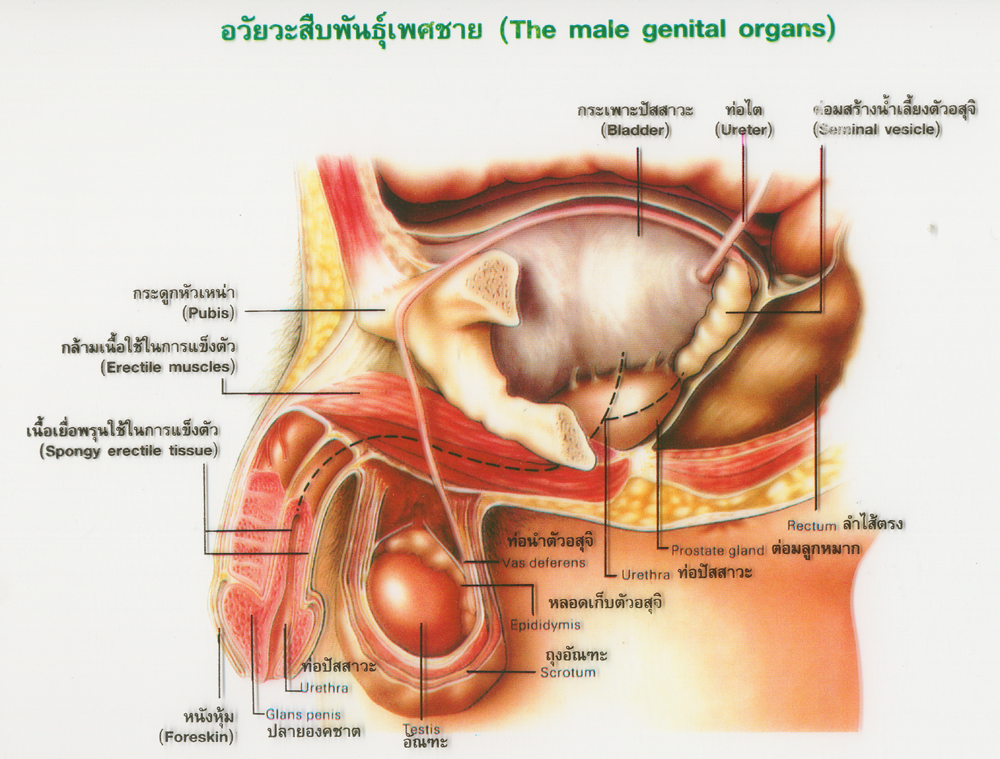 อวัยวะสืบพันธุ์เพศชาย (The male genital organs)
กระเพาะปัสสาวะ
(Bladder)
ท่อไต
(Ureter)
ต่อมสร้างน้ำเลี้ยงตัวอสุจิ
(Seminal vesicle)
กระดูกหัวเหน่า
(Pubis)
กล้ามเนื้อใช้ในการแข็งตัว
(Erectile muscles)
เนื้อเยื่อพรุนใช้ในการแข็งตัว
(Spongy erectile tissue)
Rectum ลำไส้ตรง
Prostate gland ต่อมลูกหมาก
Urethra ท่อปัสสาวะ
ท่อนำตัวอสุจิ
Vas deferens
หลอดเก็บตัวอสุจิ
Epididymis
ถุงอัณฑะ
Scrotum
ท่อปัสสาวะ
Urethra
Glans penis
ปลายองคชาต
หนังหุ้ม
(Foreskin)
Testis
อัณฑะ